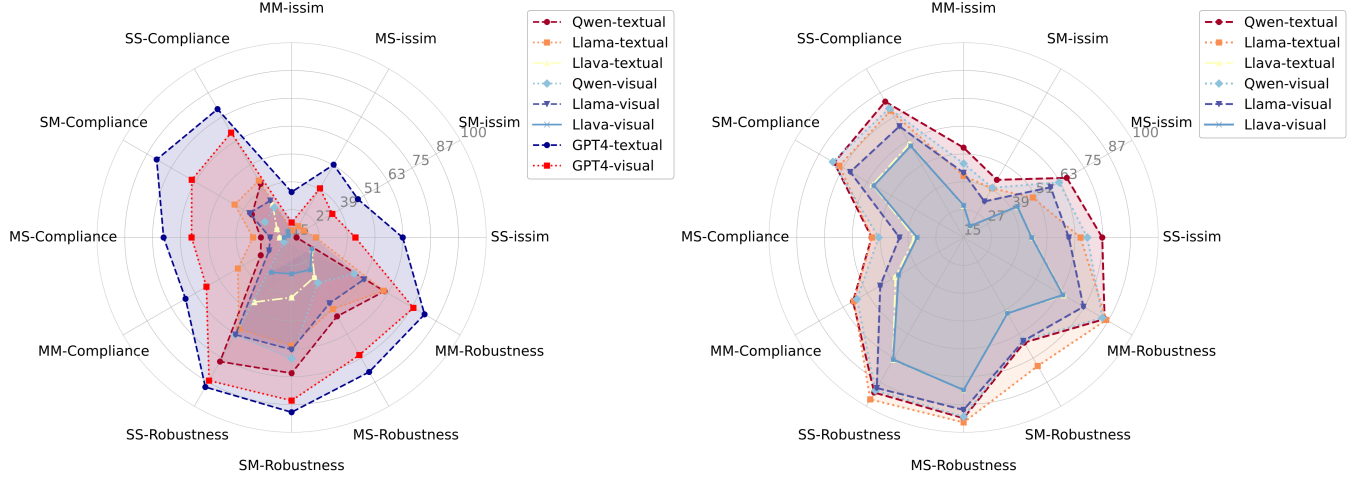 MM-issim
SS-Compliance
MS-issim
SM-Compliance
SM-issim
MS-Compliance
SS-issim
MM-Compliance
MM-Robustness
SS-Robustness
MS-Robustness
SM-Robustness
27
39
51
63
75
87
100
Qwen-textual
Llama-textual
Llava-textual
Qwen-visual
Llama-visual
Llava-visual
GPT4-textual
GPT4-visual
MM-issim
SS-Compliance
SM-issim
SM-Compliance
MS-issim
MS-Compliance
SS-issim
MM-Compliance
MM-Robustness
SS-Robustness
SM-Robustness
MS-Robustness
15
27
39
51
63
75
87
100
Qwen-textual
Llama-textual
Llava-textual
Qwen-visual
Llama-visual
Llava-visual